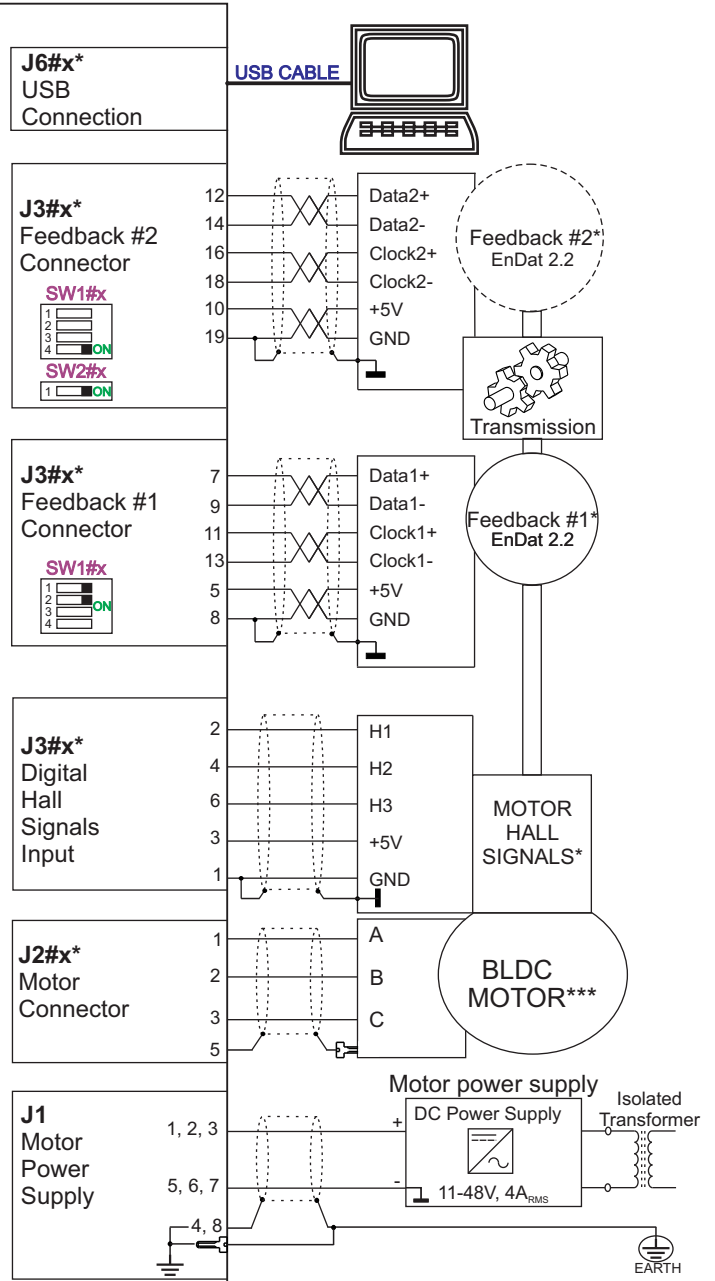 J6#x*
USB
Connection
USB CABLE
J3#x*
Feedback #2
Connector
SW1#x
1
2
3
4
ON
SW2#x
1
ON
12
14
16
18
10
19
Data2+
Data2-
Clock2+
Clock2-
+5V
GND
Feedback #2*
EnDat 2.2
Transmission
J3#x*
Feedback #1
Connector
SW1#x
1
2
3
4
ON
7
9
11
13
5
8
Data1+
Data1-
Clock1+
Clock1-
+5V
GND
Feedback #1*
EnDat 2.2
J3#x*
Digital
Hall
Signals
Input
2
4
6
3
1
H1
H2
H3
+5V
GND
MOTOR
HALL
SIGNALS*
J2#x*
Motor
Connector
1
2
3
5
A
B
C
BLDC
MOTOR***
J1
Motor
Power
Supply
1, 2, 3
5, 6, 7
4, 8
Motor power supply
+
-
DC Power Supply
11-48V, 4ARMS
Isolated
Transformer
EARTH